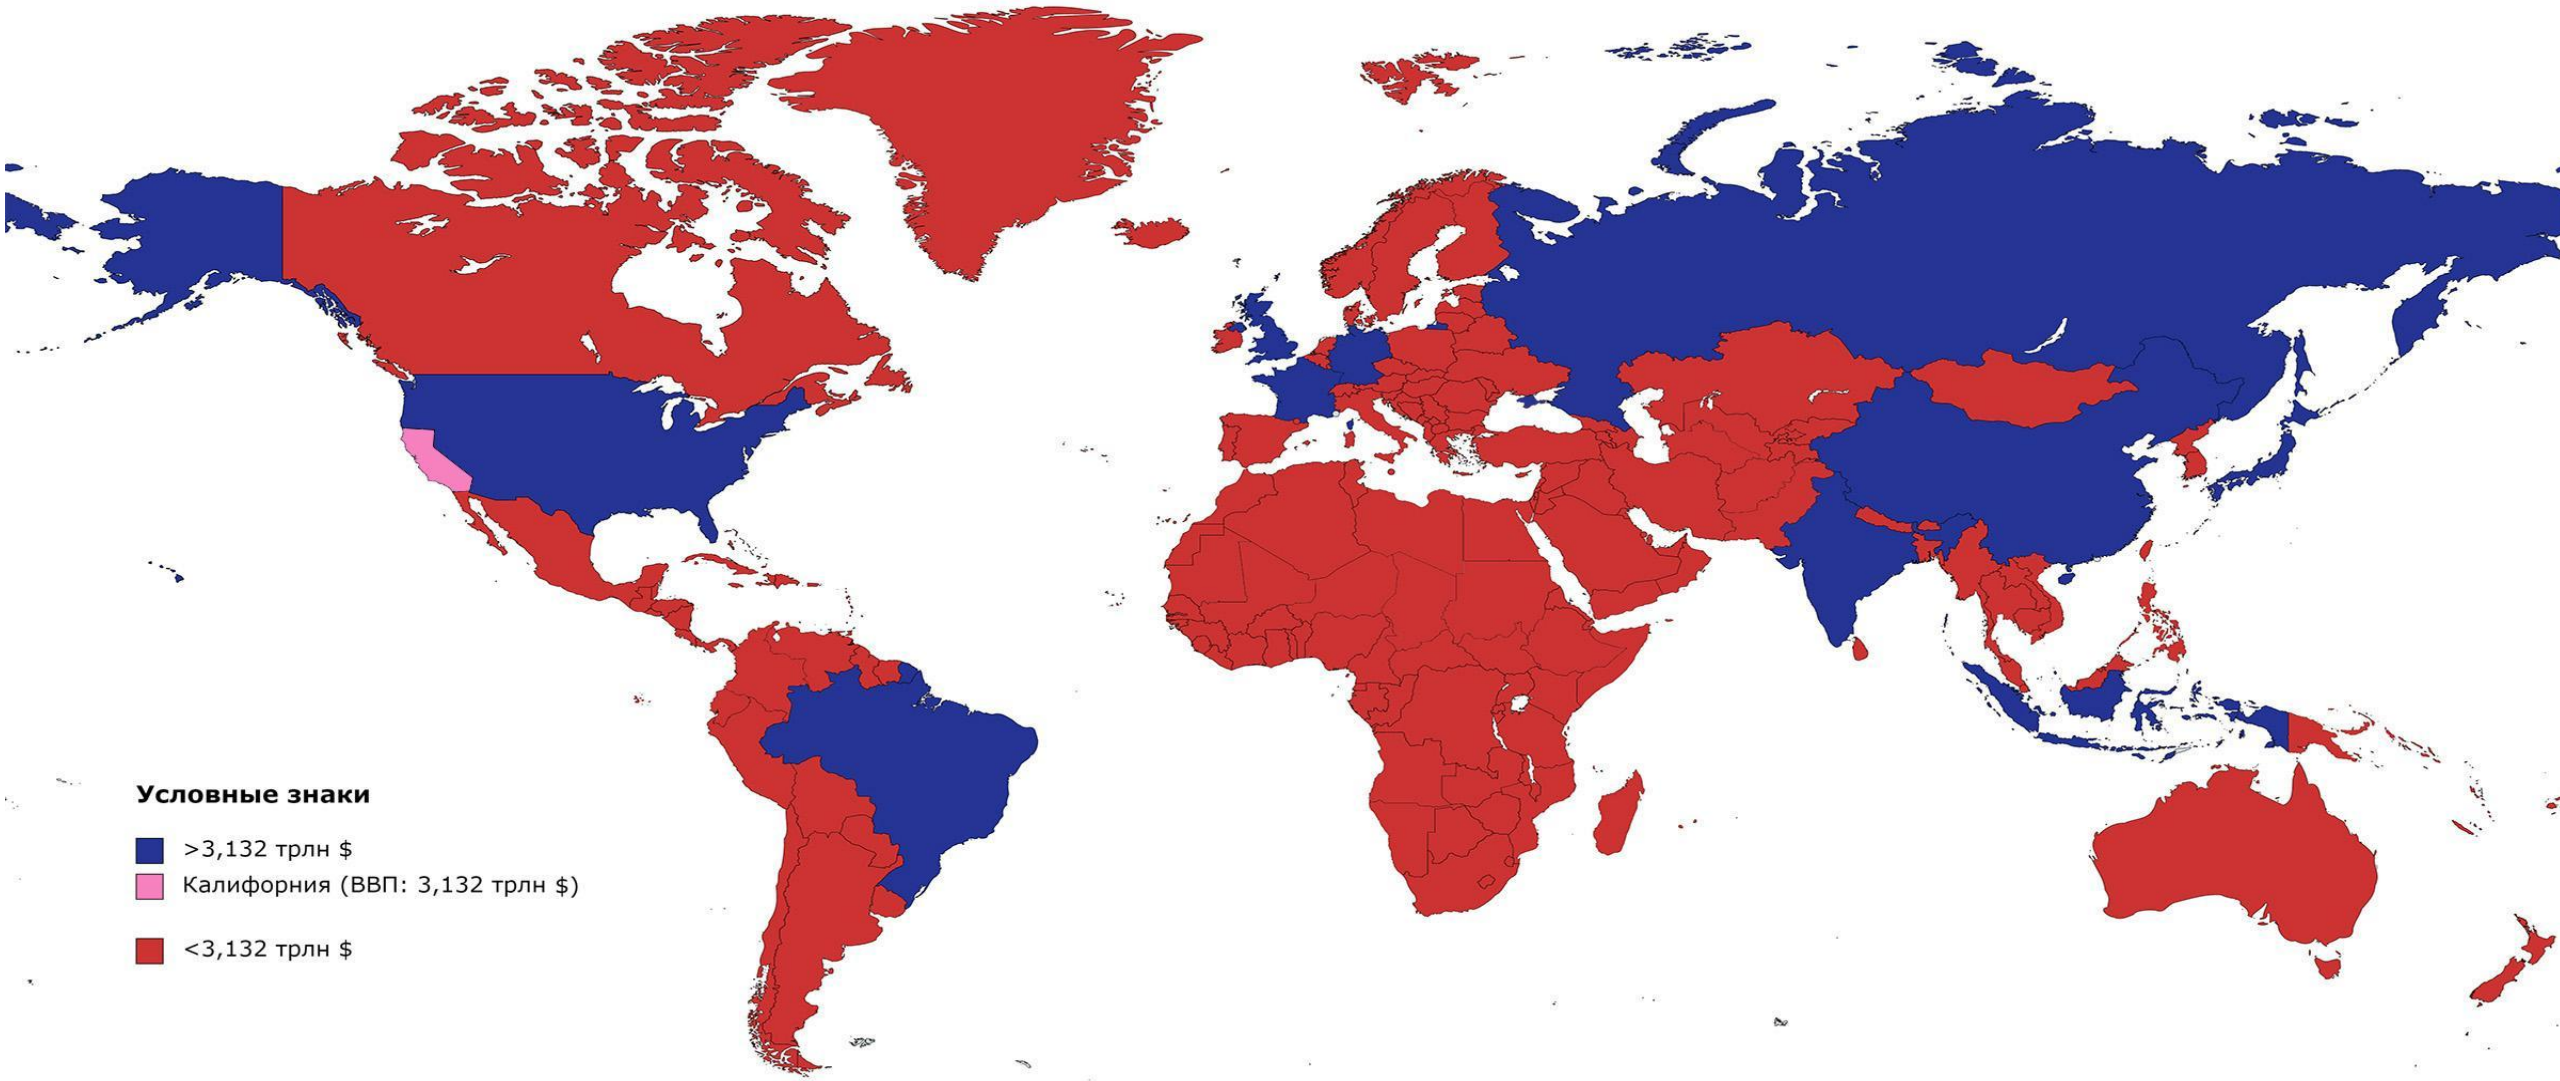 Условные знаки
>3,132 трлн $
Калифорния (ВВП: 3,132 трлн $)
<3,132 трлн $